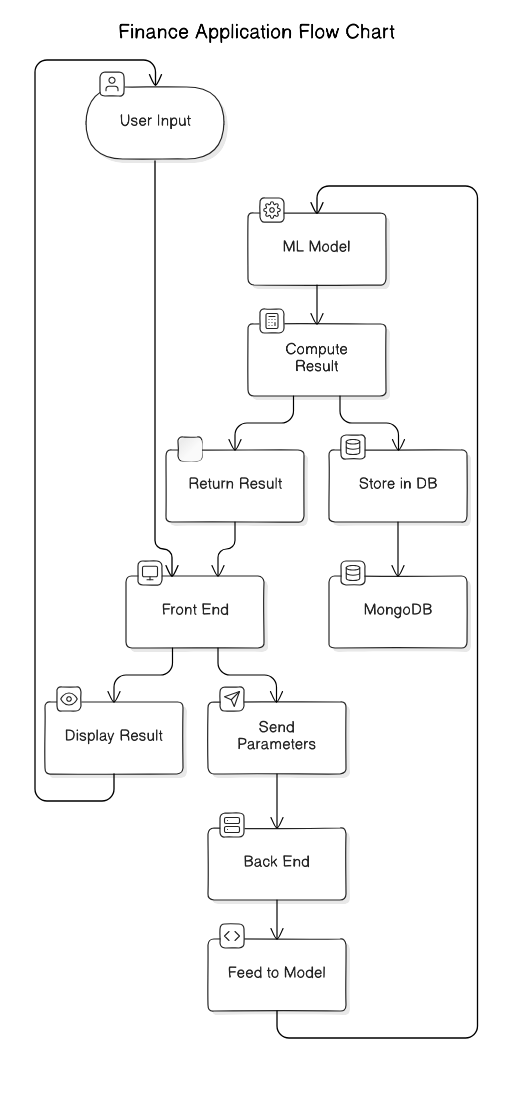 Finance Application Flow Chart
User Input
ML Model
Compute
Result
Return Result
Store in DB
Front End
MongoDB
Display Result
Send
Parameters
Back End
Feed to Model